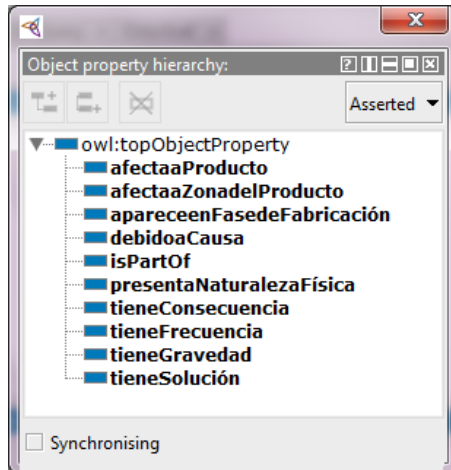 Object property hierarchy:
Asserted
owl:topObjectProperty
afectaaProducto
afectaaZonadelProducto
apareceenFasedeFabricación
debidoaCausa
isPartOf
presentaNaturalezaFísica
tieneConsecuencia
tieneFrecuencia
tieneGravedad
tieneSolución
Synchronising